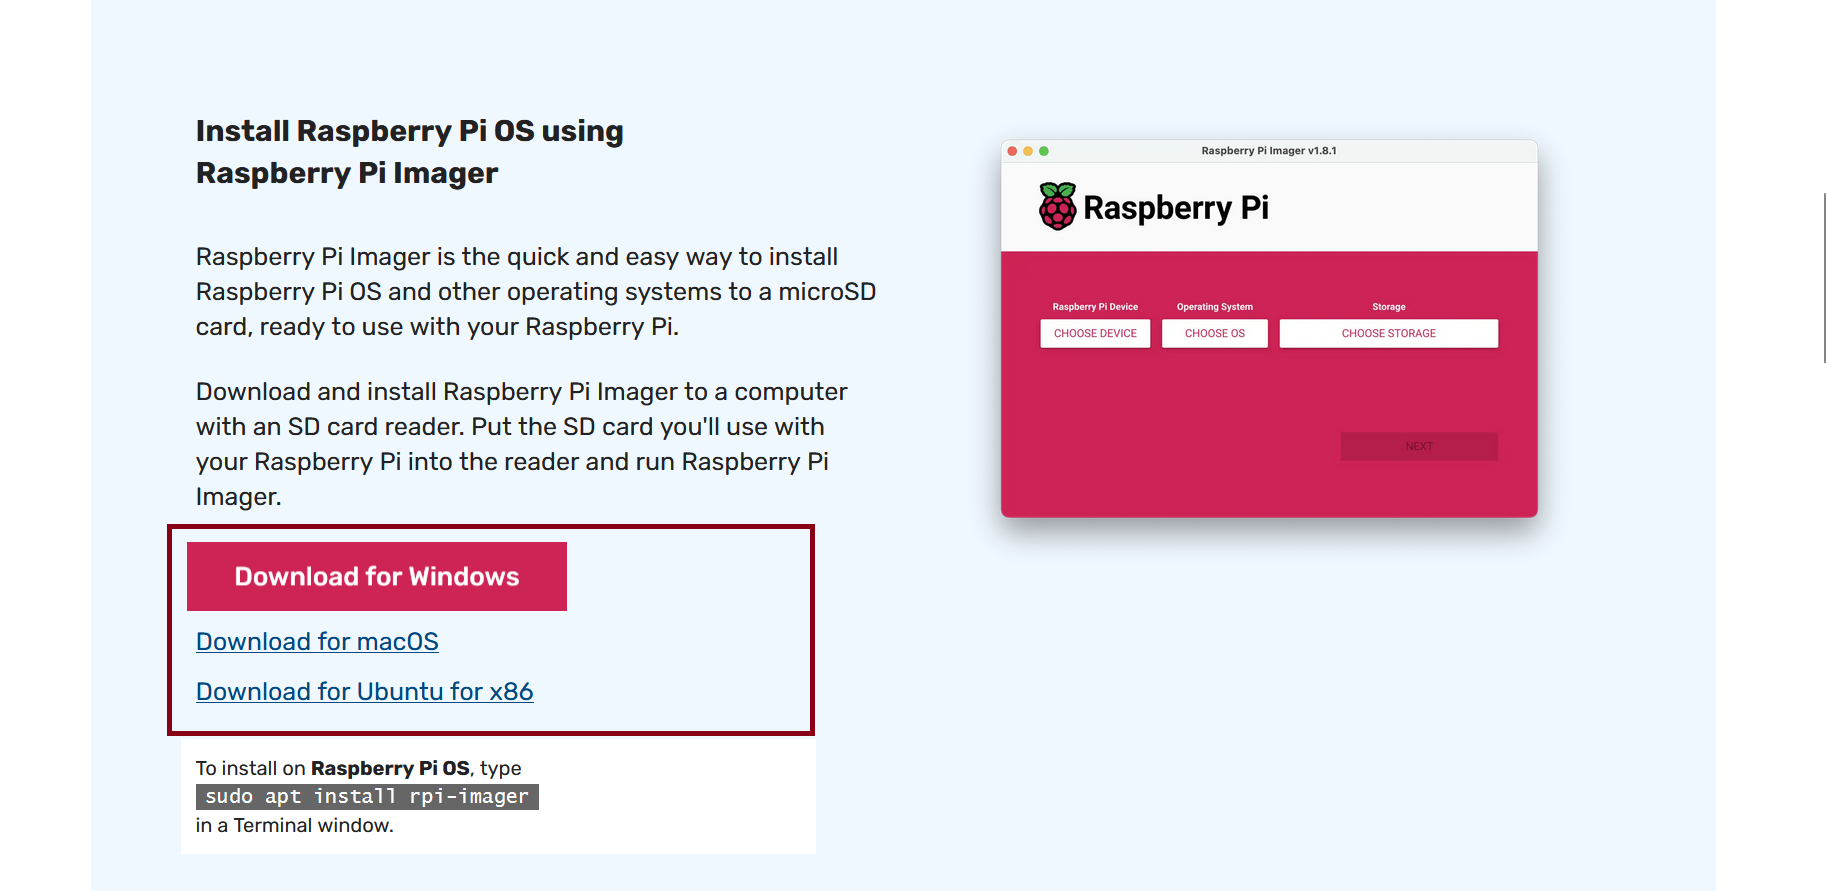 Install Raspberry Pi OS using
Raspberry Pi Imager
Raspberry Pi Imager is the quick and easy way to install
Raspberry Pi OS and other operating systems to a microSD
card, ready to use with your Raspberry Pi.
Download and install Raspberry Pi Imager to a computer
with an SD card reader. Put the SD card you'll use with
your Raspberry Pi into the reader and run Raspberry Pi
Imager.
Download for Windows
Download for macOS
Download for Ubuntu for x86
To install on Raspberry Pi OS, type
sudo apt install rpi-imager
in a Terminal window.
Raspberry Pi Imager v1.8.1
Raspberry Pi
Raspberry Pi Device Operating System Storage
CHOOSE DEVICE CHOOSE OS CHOOSE STORAGE
NEXT